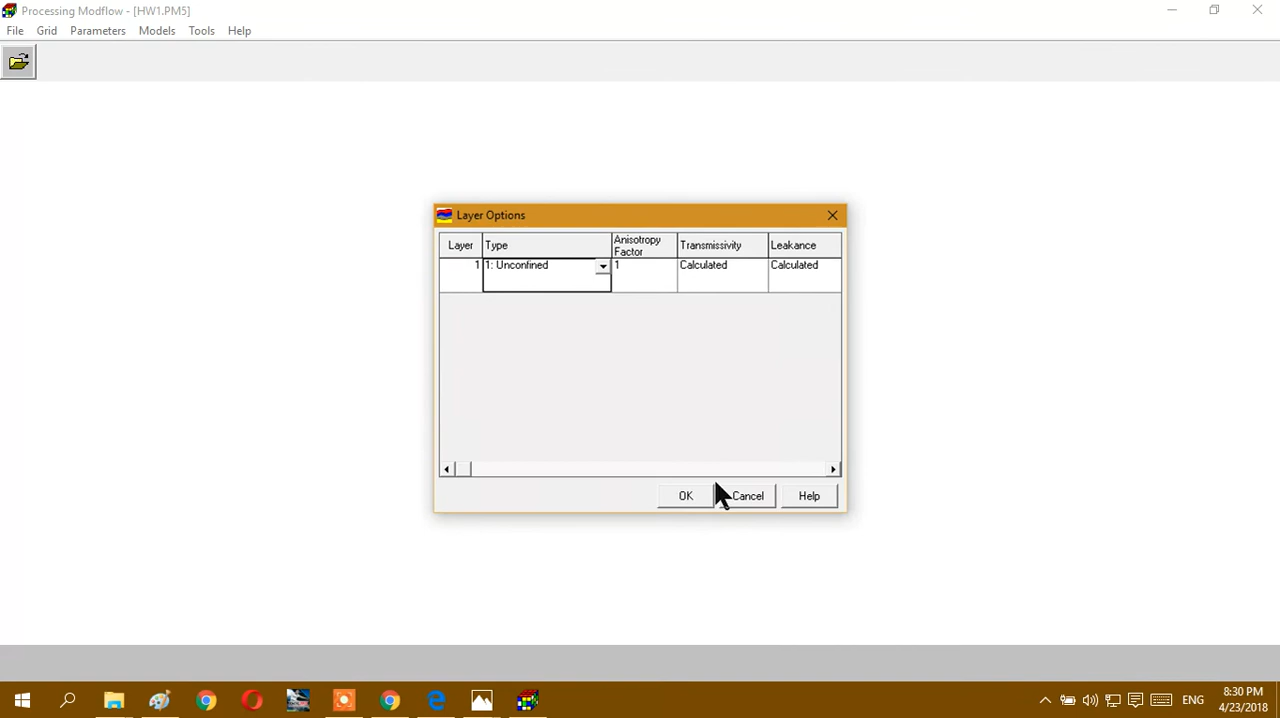 Processing Modflow - [HW1.PM5]
File Grid Parameters Models Tools Help
Layer Options
Layer Type Anisotropy Factor Transmissivity Leakance
1 1: Unconfined 1 Calculated Calculated
OK Cancel Help
ENG 8:30 PM
4/23/2018